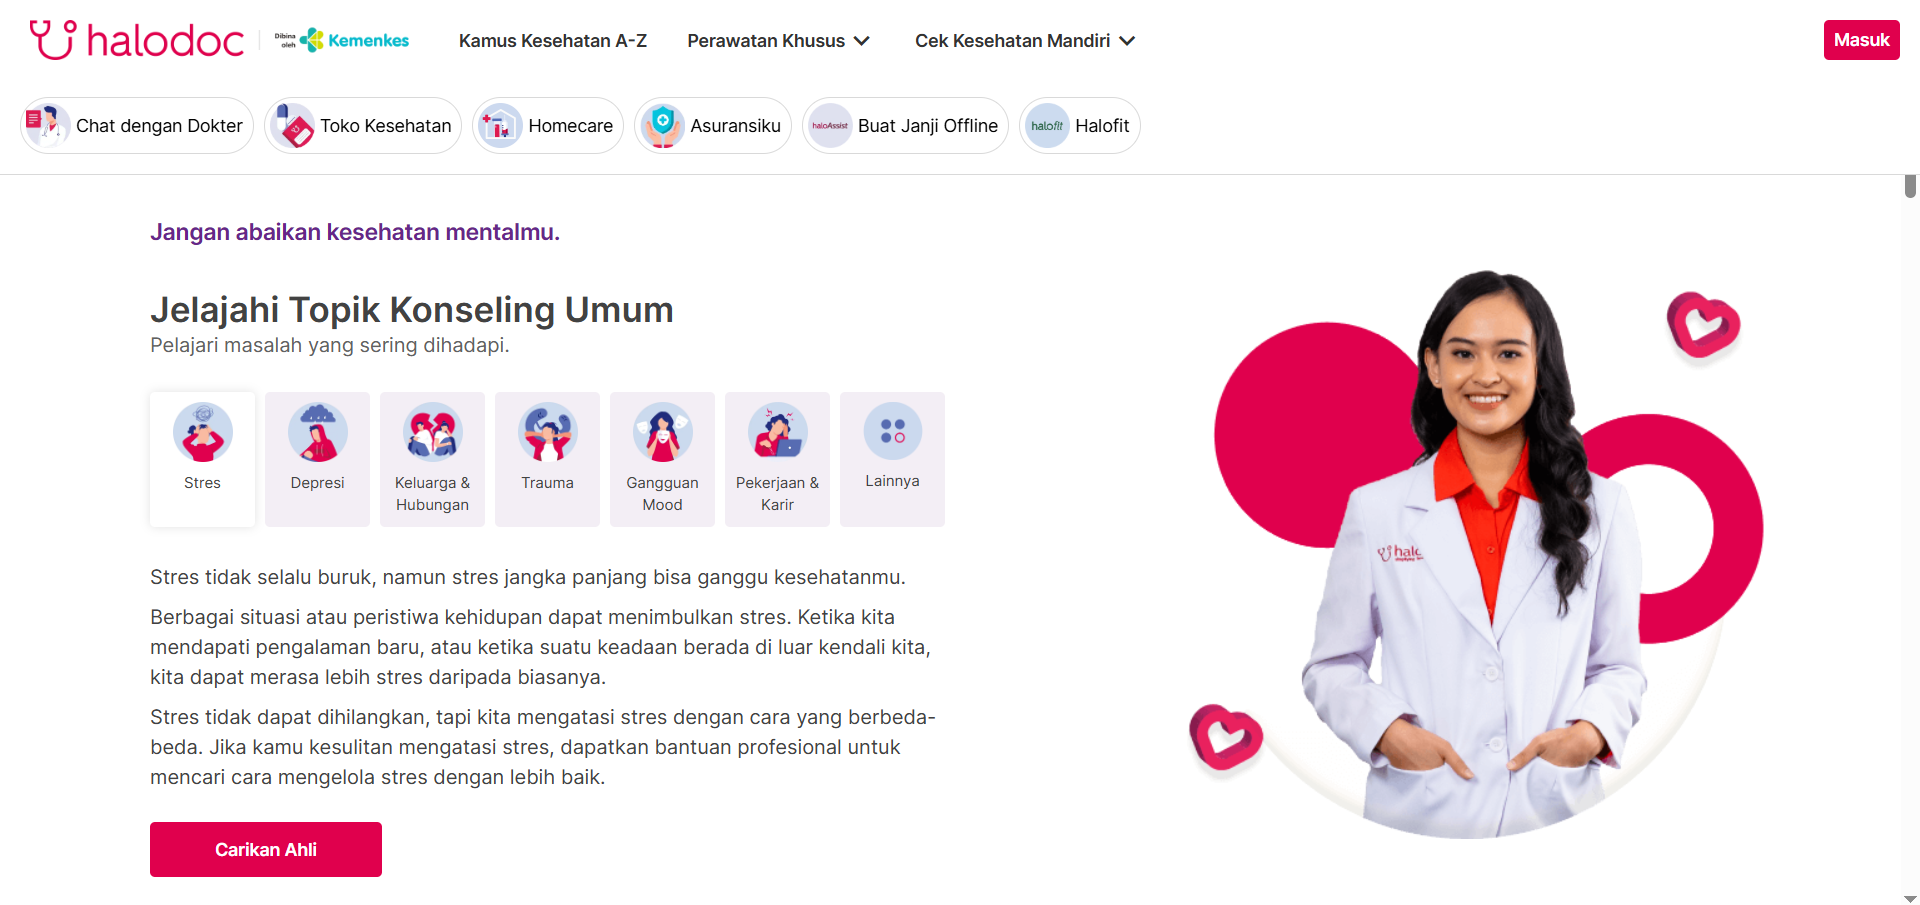 halodoc
Dibina oleh Kemenkes
Kamus Kesehatan A-Z
Perawatan Khusus
Cek Kesehatan Mandiri
Masuk
Chat dengan Dokter
Toko Kesehatan
Homecare
Asuransiku
haloAssist
Buat Janji Offline
halofit
Halofit
Jangan abaikan kesehatan mentalmu.
Jelajahi Topik Konseling Umum
Pelajari masalah yang sering dihadapi.
Stres
Depresi
Keluarga &
Hubungan
Trauma
Gangguan
Mood
Pekerjaan &
Karir
Lainnya
Stres tidak selalu buruk, namun stres jangka panjang bisa ganggu kesehatanmu.
Berbagai situasi atau peristiwa kehidupan dapat menimbulkan stres. Ketika kita
mendapati pengalaman baru, atau ketika suatu keadaan berada di luar kendali kita,
kita dapat merasa lebih stres daripada biasanya.
Stres tidak dapat dihilangkan, tapi kita mengatasi stres dengan cara yang berbeda-
beda. Jika kamu kesulitan mengatasi stres, dapatkan bantuan profesional untuk
mencari cara mengelola stres dengan lebih baik.
Carikan Ahli